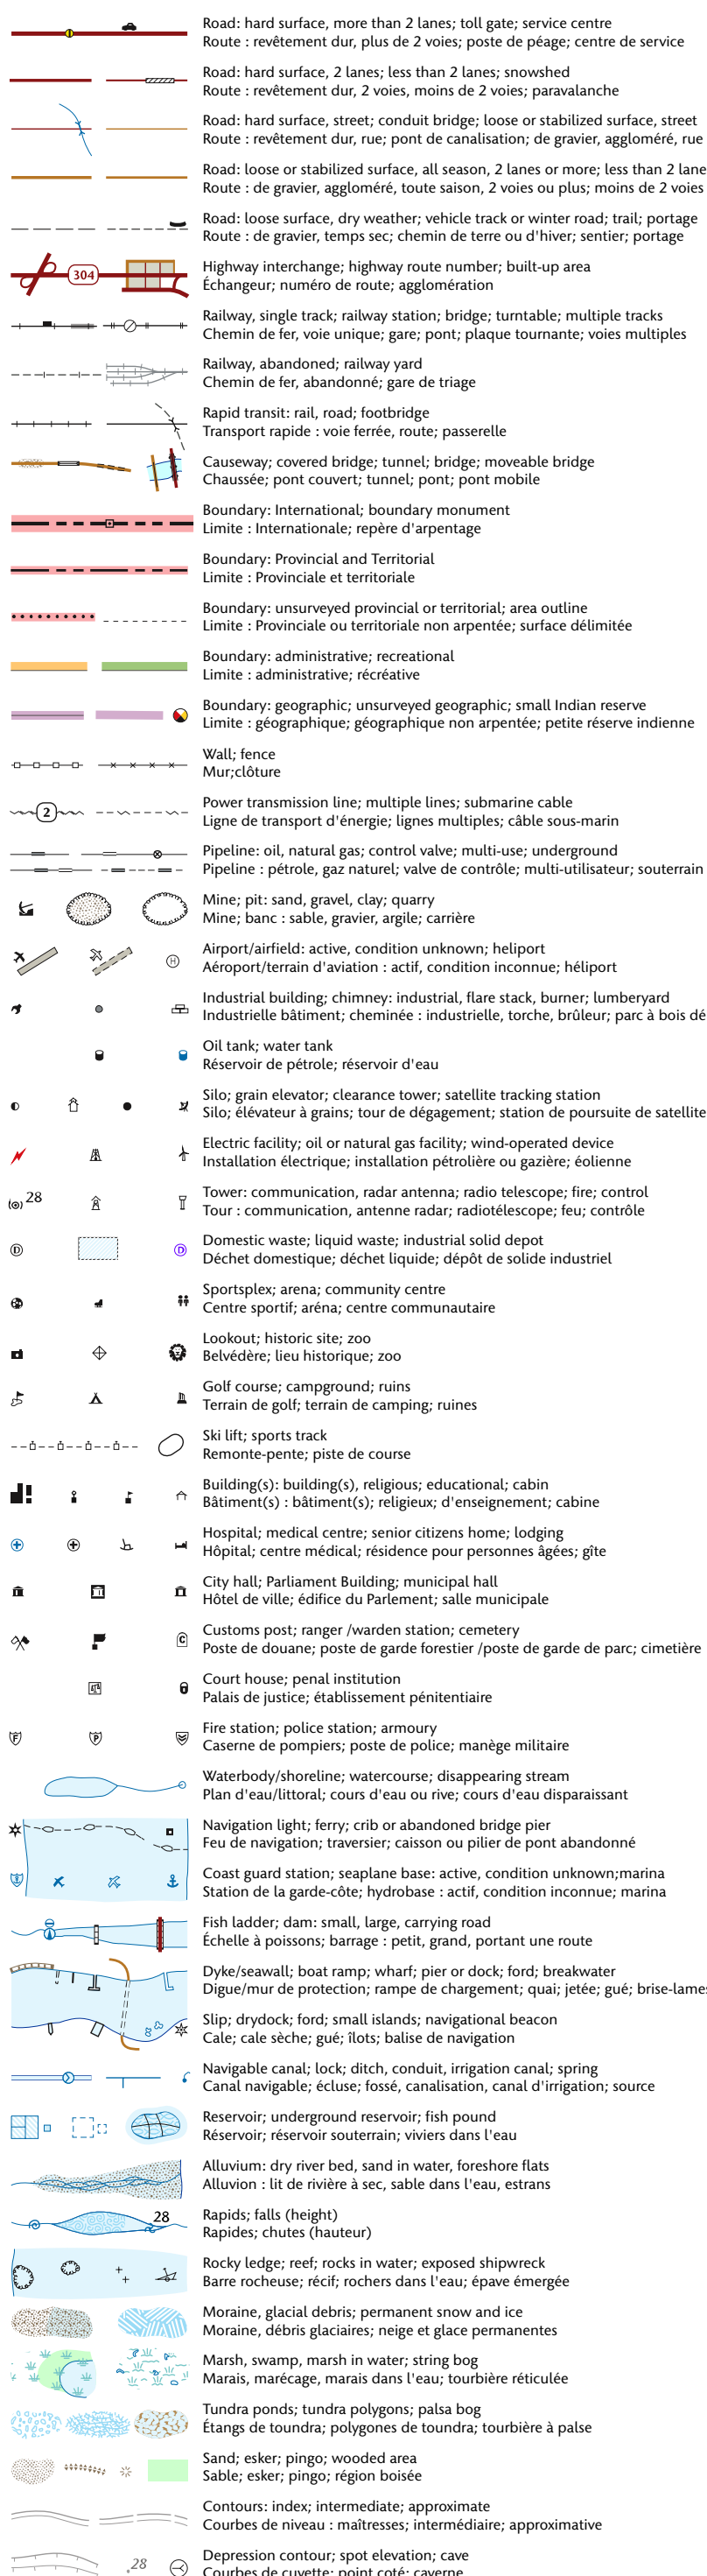 Road: hard surface, more than 2 lanes; toll gate; service centre
Route : revêtement dur, plus de 2 voies; poste de péage; centre de service
Road: hard surface, 2 lanes; less than 2 lanes; snowshed
Route : revêtement dur, 2 voies, moins de 2 voies; paravalanche
Road: hard surface, street; conduit bridge; loose or stabilized surface, street
Route : revêtement dur, rue; pont de canalisation; de gravier, aggloméré, rue
Road: loose or stabilized surface, all season, 2 lanes or more; less than 2 lane
Route : de gravier, aggloméré, toute saison, 2 voies ou plus; moins de 2 voies
Road: loose surface, dry weather; vehicle track or winter road; trail; portage
Route : de gravier, temps sec; chemin de terre ou d'hiver; sentier; portage
304
Highway interchange; highway route number; built-up area
Échangeur; numéro de route; agglomération
Railway, single track; railway station; bridge; turntable; multiple tracks
Chemin de fer, voie unique; gare; pont; plaque tournante; voies multiples
Railway, abandoned; railway yard
Chemin de fer, abandonné; gare de triage
Rapid transit: rail, road; footbridge
Transport rapide : voie ferrée, route; passerelle
Causeway; covered bridge; tunnel; bridge; moveable bridge
Chaussée; pont couvert; tunnel; pont; pont mobile
Boundary: International; boundary monument
Limite : Internationale; repère d'arpentage
Boundary: Provincial and Territorial
Limite : Provinciale et territoriale
Boundary: unsurveyed provincial or territorial; area outline
Limite : Provinciale ou territoriale non arpentée; surface délimitée
Boundary: administrative; recreational
Limite : administrative; récréative
Boundary: geographic; unsurveyed geographic; small Indian reserve
Limite : géographique; géographique non arpentée; petite réserve indienne
Wall; fence
Mur;clôture
2
Power transmission line; multiple lines; submarine cable
Ligne de transport d'énergie; lignes multiples; câble sous-marin
Pipeline: oil, natural gas; control valve; multi-use; underground
Pipeline : pétrole, gaz naturel; valve de contrôle; multi-utilisateur; souterrain
Mine; pit: sand, gravel, clay; quarry
Mine; banc : sable, gravier, argile; carrière
H
Airport/airfield: active, condition unknown; heliport
Aéroport/terrain d'aviation : actif, condition inconnue; héliport
Industrial building; chimney: industrial, flare stack, burner; lumberyard
Industrielle bâtiment; cheminée : industrielle, torche, brûleur; parc à bois dé
Oil tank; water tank
Réservoir de pétrole; réservoir d'eau
Silo; grain elevator; clearance tower; satellite tracking station
Silo; élévateur à grains; tour de dégagement; station de poursuite de satellite
Electric facility; oil or natural gas facility; wind-operated device
Installation électrique; installation pétrolière ou gazière; éolienne
28
Tower: communication, radar antenna; radio telescope; fire; control
Tour : communication, antenne radar; radiotélescope; feu; contrôle
D D
Domestic waste; liquid waste; industrial solid depot
Déchet domestique; déchet liquide; dépôt de solide industriel
Sportsplex; arena; community centre
Centre sportif; aréna; centre communautaire
Lookout; historic site; zoo
Belvédère; lieu historique; zoo
Golf course; campground; ruins
Terrain de golf; terrain de camping; ruines
Ski lift; sports track
Remonte-pente; piste de course
Building(s): building(s), religious; educational; cabin
Bâtiment(s) : bâtiment(s); religieux; d'enseignement; cabine
Hospital; medical centre; senior citizens home; lodging
Hôpital; centre médical; résidence pour personnes âgées; gîte
City hall; Parliament Building; municipal hall
Hôtel de ville; édifice du Parlement; salle municipale
C
Customs post; ranger /warden station; cemetery
Poste de douane; poste de garde forestier /poste de garde de parc; cimetière
Court house; penal institution
Palais de justice; établissement pénitentiaire
F P
Fire station; police station; armoury
Caserne de pompiers; poste de police; manège militaire
Waterbody/shoreline; watercourse; disappearing stream
Plan d'eau/littoral; cours d'eau ou rive; cours d'eau disparaissant
Navigation light; ferry; crib or abandoned bridge pier
Feu de navigation; traversier; caisson ou pilier de pont abandonné
Coast guard station; seaplane base: active, condition unknown;marina
Station de la garde-côte; hydrobase : actif, condition inconnue; marina
Fish ladder; dam: small, large, carrying road
Échelle à poissons; barrage : petit, grand, portant une route
Dyke/seawall; boat ramp; wharf; pier or dock; ford; breakwater
Digue/mur de protection; rampe de chargement; quai; jetée; gué; brise-lames
Slip; drydock; ford; small islands; navigational beacon
Cale; cale sèche; gué; îlots; balise de navigation
Navigable canal; lock; ditch, conduit, irrigation canal; spring
Canal navigable; écluse; fossé, canalisation, canal d'irrigation; source
Reservoir; underground reservoir; fish pound
Réservoir; réservoir souterrain; viviers dans l'eau
Alluvium: dry river bed, sand in water, foreshore flats
Alluvion : lit de rivière à sec, sable dans l'eau, estrans
28
Rapids; falls (height)
Rapides; chutes (hauteur)
Rocky ledge; reef; rocks in water; exposed shipwreck
Barre rocheuse; récif; rochers dans l'eau; épave émergée
Moraine, glacial debris; permanent snow and ice
Moraine, débris glaciaires; neige et glace permanentes
Marsh, swamp, marsh in water; string bog
Marais, marécage, marais dans l'eau; tourbière réticulée
Tundra ponds; tundra polygons; palsa bog
Étangs de toundra; polygones de toundra; tourbière à palse
Sand; esker; pingo; wooded area
Sable; esker; pingo; région boisée
Contours: index; intermediate; approximate
Courbes de niveau : maîtresses; intermédiaire; approximative
.28
Depression contour; spot elevation; cave
Courbes de cuvette; point coté; caverne